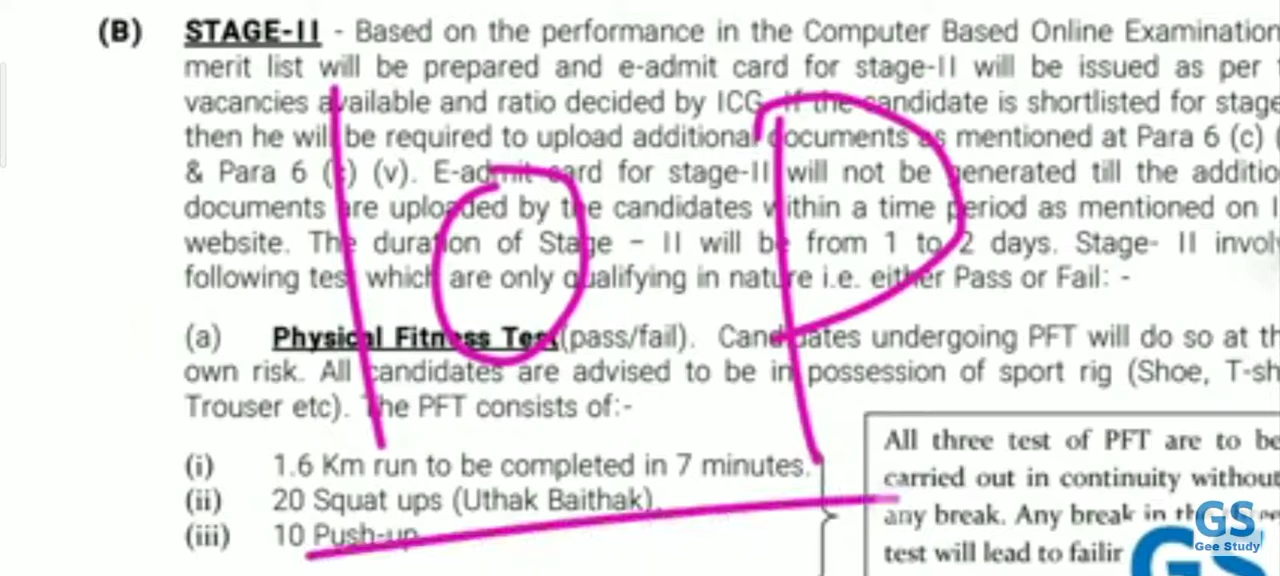 (B) STAGE-II - Based on the performance in the Computer Based Online Examination
merit list will be prepared and e-admit card for stage-II will be issued as per
vacancies available and ratio decided by ICG. If the candidate is shortlisted for stage
then he will be required to upload additional documents as mentioned at Para 6 (c)
& Para 6 (c) (v). E-admit card for stage-II will not be generated till the additio
documents are uploaded by the candidates within a time period as mentioned on I
website. The duration of Stage - II will be from 1 to 2 days. Stage- II invol
following test which are only qualifying in nature i.e. either Pass or Fail: -
(a) Physical Fitness Test (pass/fail). Candidates undergoing PFT will do so at th
own risk. All candidates are advised to be in possession of sport rig (Shoe, T-sh
Trouser etc). The PFT consists of:-
(i) 1.6 Km run to be completed in 7 minutes.
(ii) 20 Squat ups (Uthak Baithak).
(iii) 10 Push-up
All three test of PFT are to be
carried out in continuity without
any break. Any break in
test will lead to
10 P
GS
Gee Study
GS